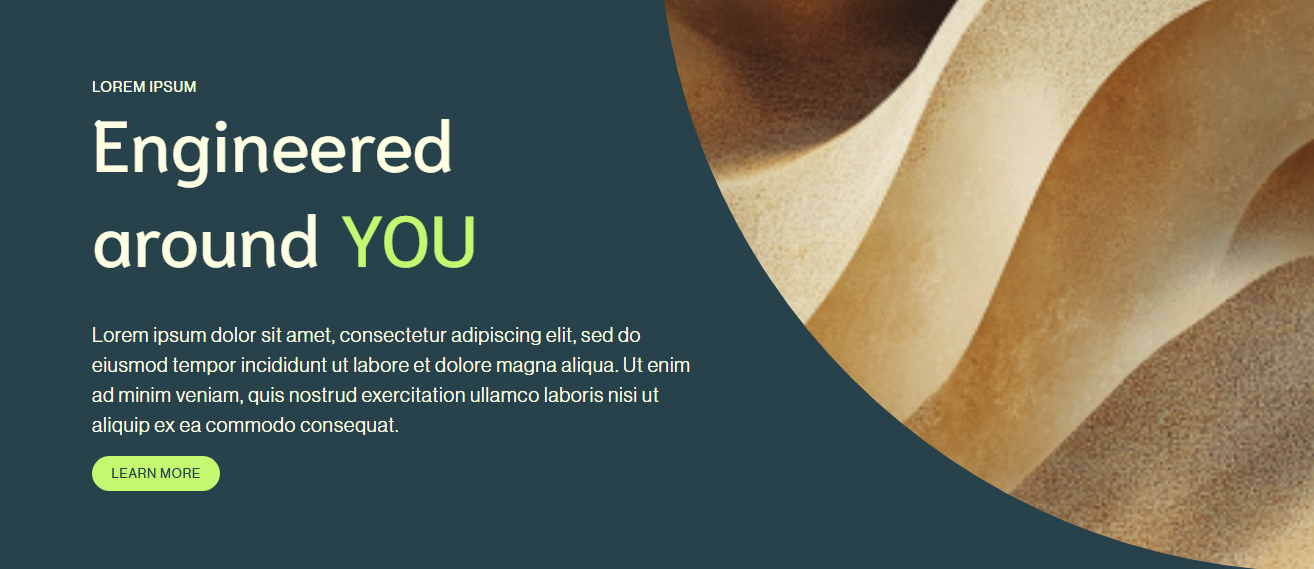 LOREM IPSUM
Engineered
around YOU
Lorem ipsum dolor sit amet, consectetur adipiscing elit, sed do
eiusmod tempor incididunt ut labore et dolore magna aliqua. Ut enim
ad minim veniam, quis nostrud exercitation ullamco laboris nisi ut
aliquip ex ea commodo consequat.
LEARN MORE